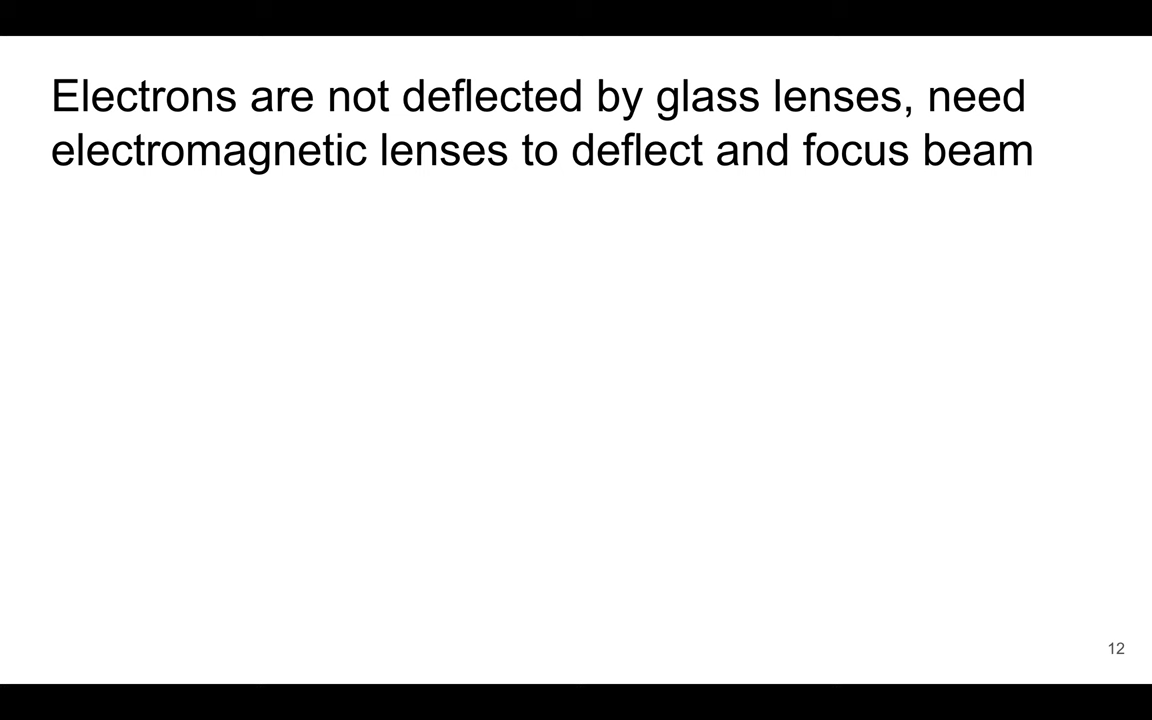 Electrons are not deflected by glass lenses, need
electromagnetic lenses to deflect and focus beam
12